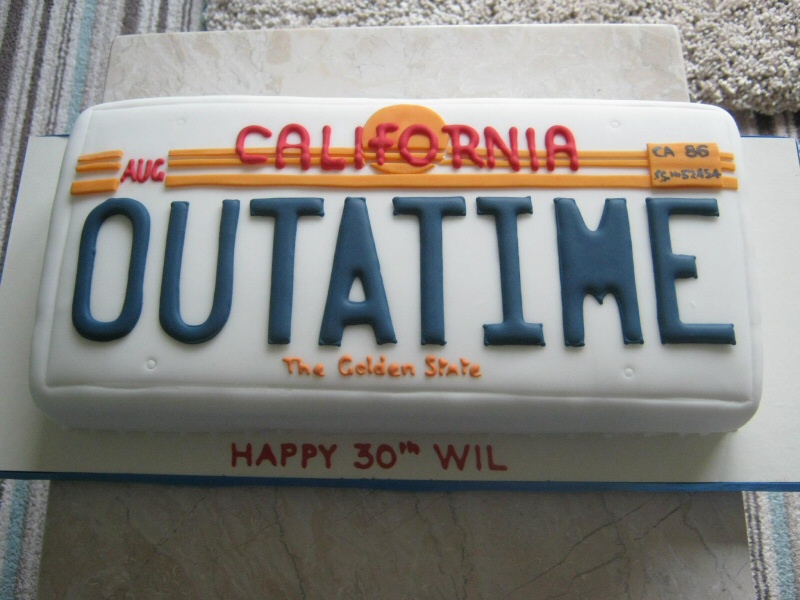 CALIFORNIA
AUG
CA 86
OUTATIME
The Golden State
HAPPY 30TH WIL